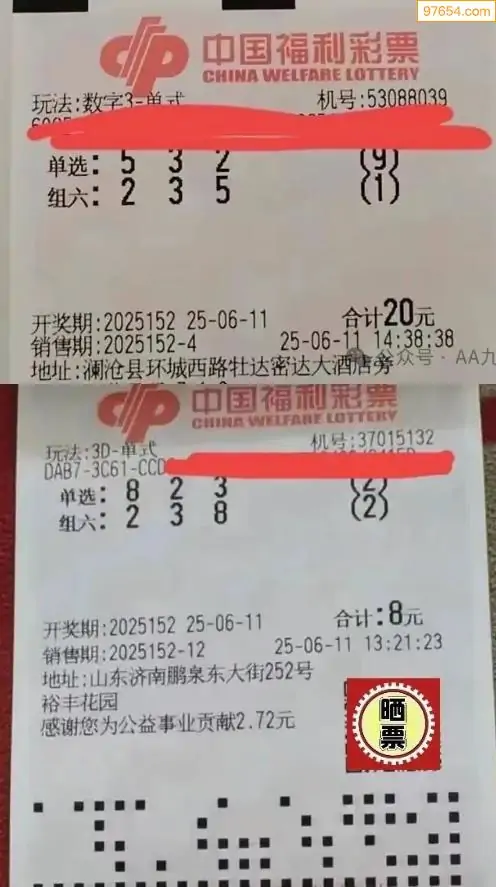 97654.com
中国福利彩票
CHINA WELFARE LOTTERY
玩法:数字3-单式 机号:53088039
单选: 5 3 2 (9)
组六: 2 3 5 (1)
开奖期:2025152 25-06-11 合计20元
销售期:2025152-4 25-06-11 14:38:38
公众号·AA九
地址:澜沧县环城西路牡达密达大酒店旁
中国福利彩票
CHINA WELFARE LOTTERY
玩法:3D-单式 机号:37015132
DAB7-3C61-CCD
单选: 8 2 3 (2)
组六: 2 3 8 (2)
开奖期:2025152 25-06-11 合计:8元
销售期:2025152-12 25-06-11 13:21:23
地址:山东济南鹏泉东大街252号
裕丰花园
感谢您为公益事业贡献2.72元
晒
票